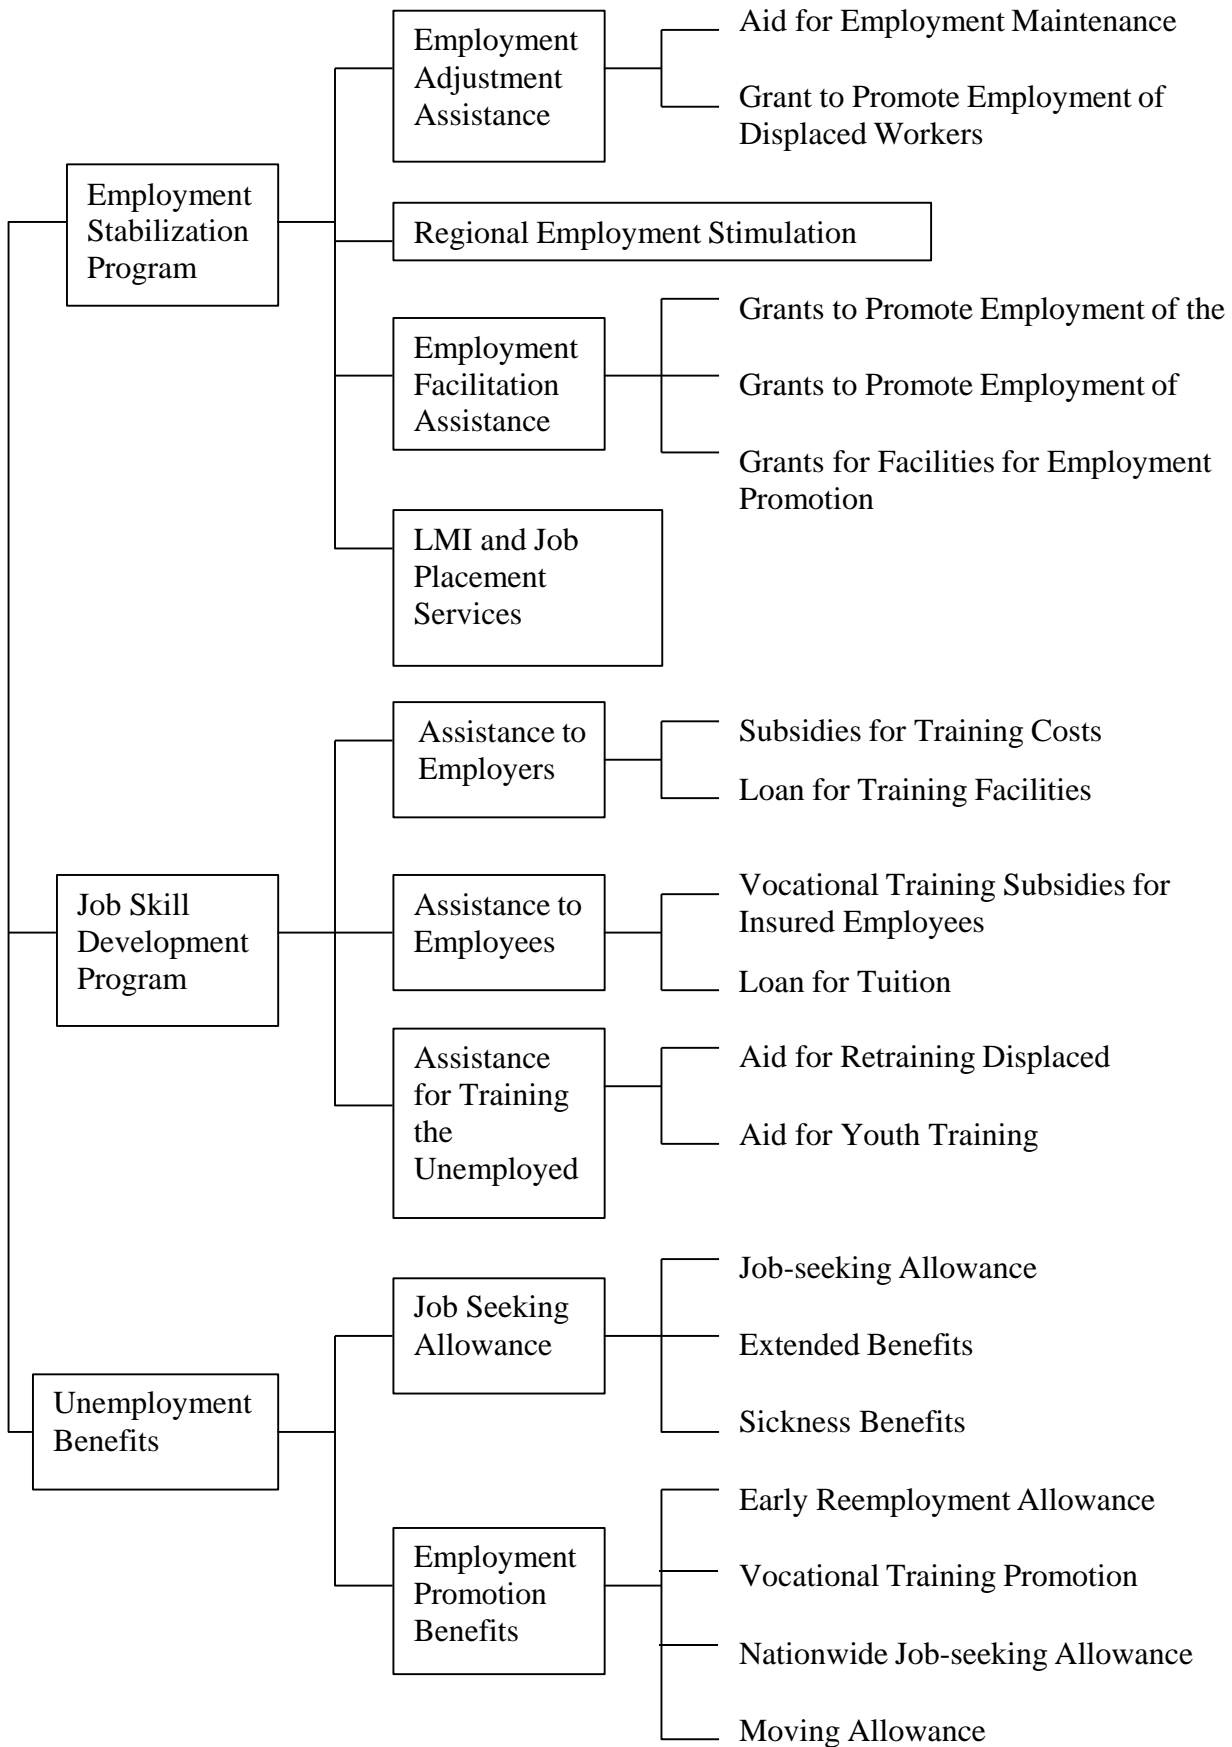 Employment
Stabilization
Program
Employment
Adjustment
Assistance
Aid for Employment Maintenance
Grant to Promote Employment of
Displaced Workers
Regional Employment Stimulation
Employment
Facilitation
Assistance
Grants to Promote Employment of the
Grants to Promote Employment of
Grants for Facilities for Employment
Promotion
LMI and Job
Placement
Services
Job Skill
Development
Program
Assistance to
Employers
Subsidies for Training Costs
Loan for Training Facilities
Assistance to
Employees
Vocational Training Subsidies for
Insured Employees
Loan for Tuition
Assistance
for Training
the
Unemployed
Aid for Retraining Displaced
Aid for Youth Training
Unemployment
Benefits
Job Seeking
Allowance
Job-seeking Allowance
Extended Benefits
Sickness Benefits
Employment
Promotion
Benefits
Early Reemployment Allowance
Vocational Training Promotion
Nationwide Job-seeking Allowance
Moving Allowance